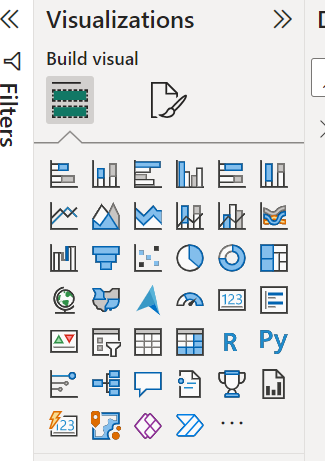 Visualizations
Build visual
Filters
123
R
Py
123
...